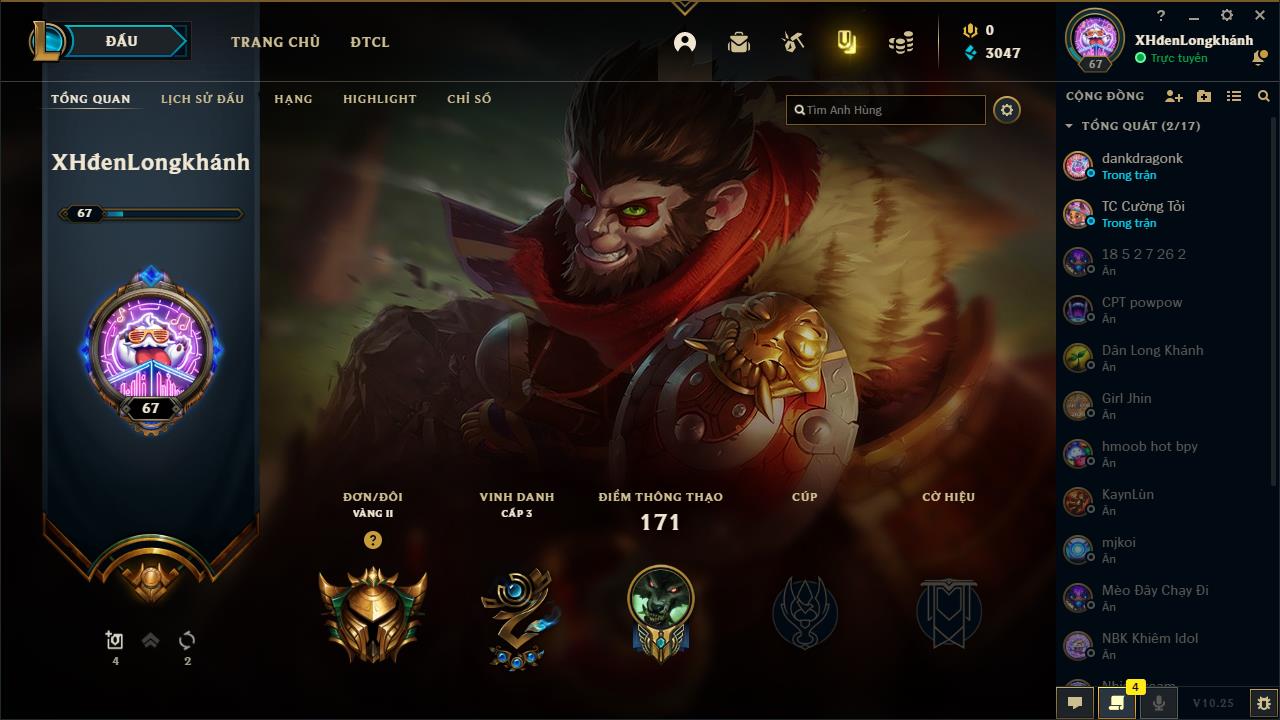 ĐẤU
TRANG CHỦ
ĐTCL
0
3047
?
XHđenLongkhánh
Trực tuyến
67
TỔNG QUAN
LỊCH SỬ ĐẤU
HẠNG
HIGHLIGHT
CHỈ SỐ
Tìm Anh Hùng
XHđenLongkhánh
67
67
ĐƠN/ĐÔI
VÀNG II
?
VINH DANH
CẤP 3
ĐIỂM THÔNG THẠO
171
CÚP
CỜ HIỆU
4
2
CỘNG ĐỒNG
TỔNG QUÁT (2/17)
dankdragonk
Trong trận
TC Cường Tỏi
Trong trận
18 5 2 7 26 2
Ẩn
CPT powpow
Ẩn
Dân Long Khánh
Ẩn
Girl Jhin
Ẩn
hmoob hot bpy
Ẩn
KaynLùn
Ẩn
mjkoi
Ẩn
Mèo Đây Chạy Đi
Ẩn
NBK Khiêm Idol
Ẩn
4
V10.25